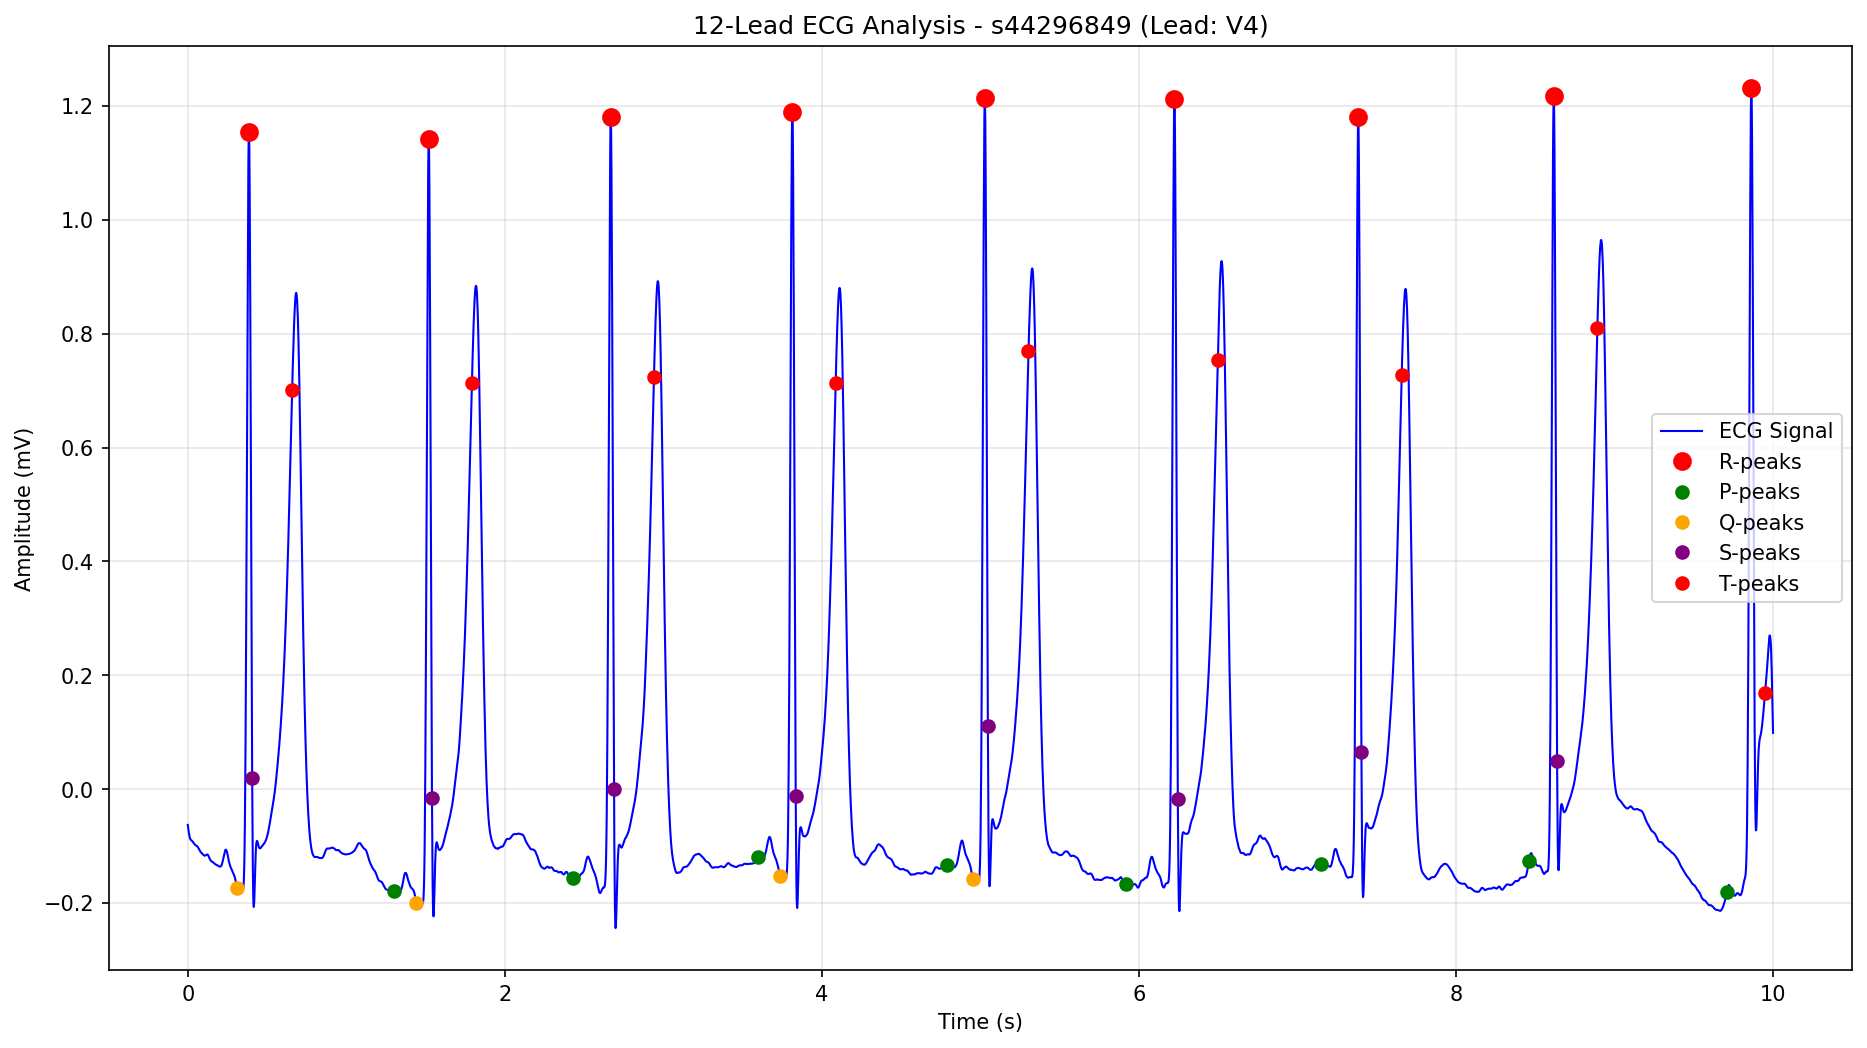 12-Lead ECG Analysis - s44296849 (Lead: V4)
Amplitude (mV)
1.2
1.0
0.8
0.6
0.4
0.2
0.0
−0.2
ECG Signal
R-peaks
P-peaks
Q-peaks
S-peaks
T-peaks
0 2 4 6 8 10
Time (s)